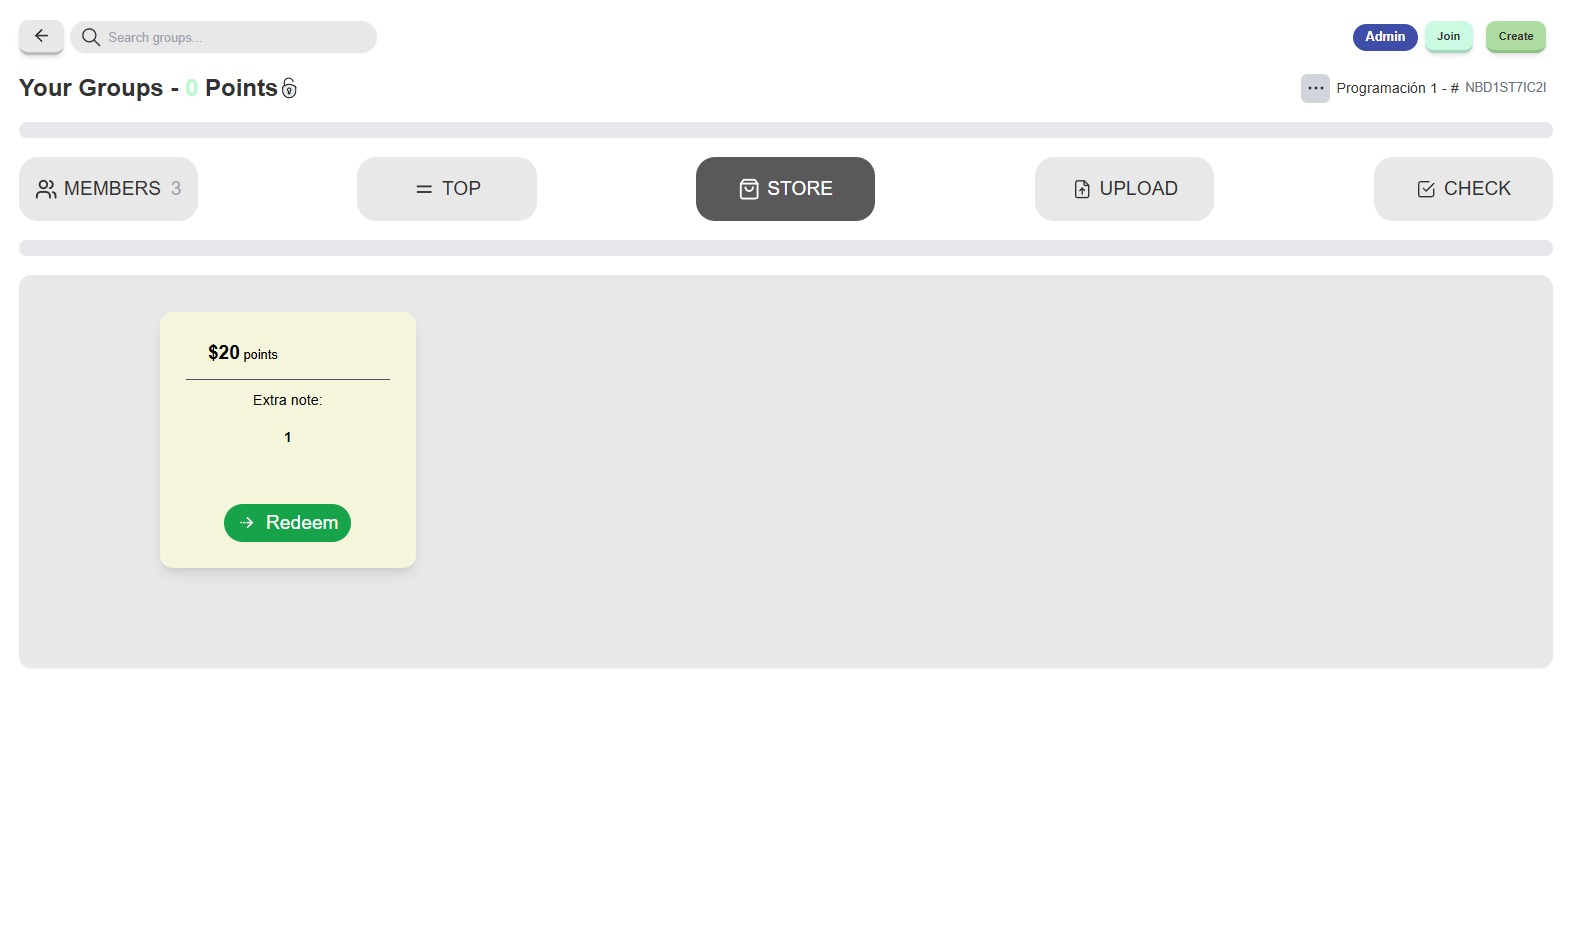 Search groups...
Admin
Join
Create
Your Groups - 0 Points
Programación 1 - # NBD1ST7IC2I
MEMBERS 3
TOP
STORE
UPLOAD
CHECK
$20 points
Extra note:
1
Redeem